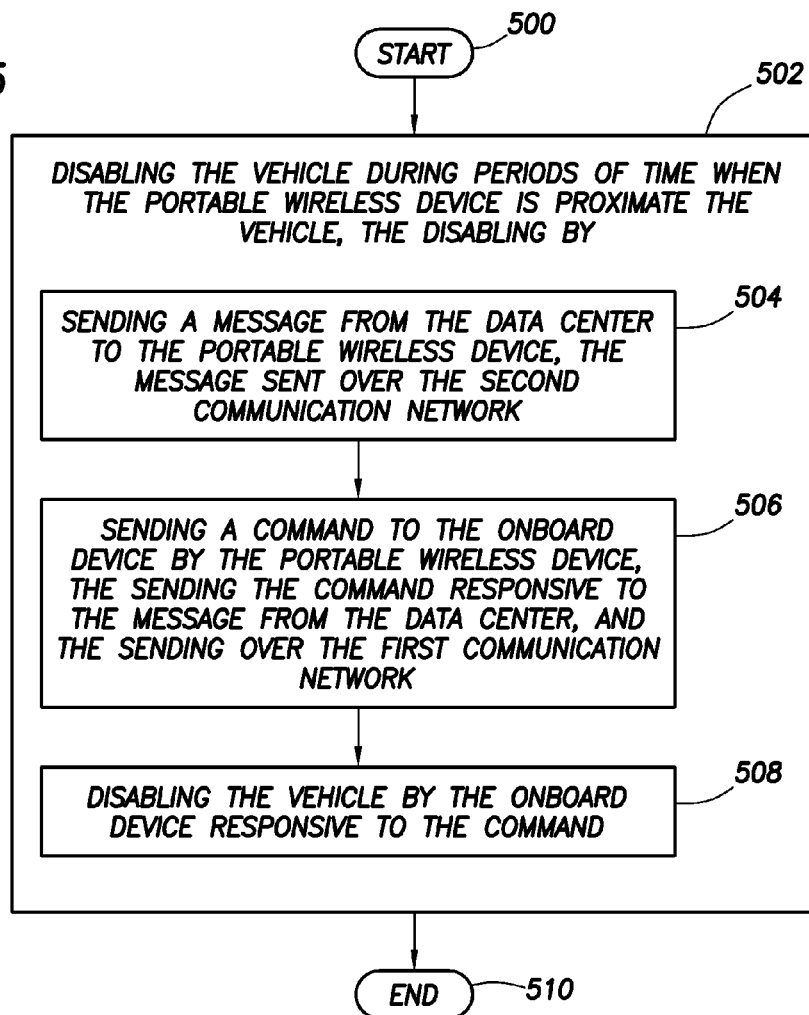 5
START
500
502
DISABLING THE VEHICLE DURING PERIODS OF TIME WHEN
THE PORTABLE WIRELESS DEVICE IS PROXIMATE THE
VEHICLE, THE DISABLING BY
504
SENDING A MESSAGE FROM THE DATA CENTER
TO THE PORTABLE WIRELESS DEVICE, THE
MESSAGE SENT OVER THE SECOND
COMMUNICATION NETWORK
506
SENDING A COMMAND TO THE ONBOARD
DEVICE BY THE PORTABLE WIRELESS DEVICE,
THE SENDING THE COMMAND RESPONSIVE TO
THE MESSAGE FROM THE DATA CENTER, AND
THE SENDING OVER THE FIRST COMMUNICATION
NETWORK
508
DISABLING THE VEHICLE BY THE ONBOARD
DEVICE RESPONSIVE TO THE COMMAND
END
510